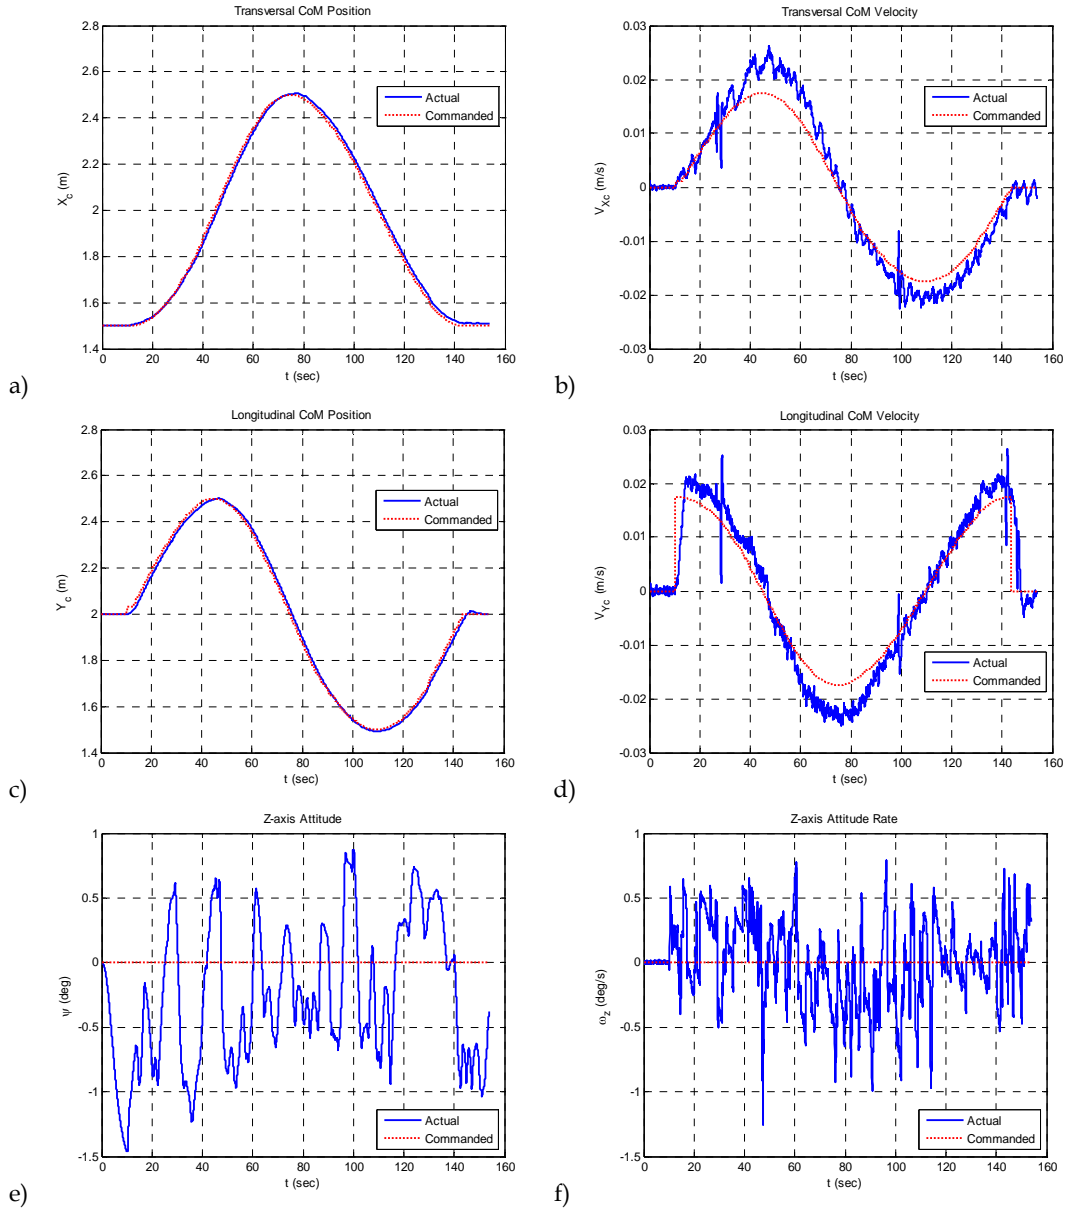 Transversal CoM Position
2.8
2.6
2.4
2.2
2
1.8
1.6
1.4
X_c (m)
Actual
Commanded
0 20 40 60 80 100 120 140 160
t (sec)
a)
Transversal CoM Velocity
0.03
0.02
0.01
0
-0.01
-0.02
-0.03
V_Xc (m/s)
Actual
Commanded
0 20 40 60 80 100 120 140 160
t (sec)
b)
Longitudinal CoM Position
2.8
2.6
2.4
2.2
2
1.8
1.6
1.4
Y_c (m)
Actual
Commanded
0 20 40 60 80 100 120 140 160
t (sec)
c)
Longitudinal CoM Velocity
0.03
0.02
0.01
0
-0.01
-0.02
-0.03
V_Yc (m/s)
Actual
Commanded
0 20 40 60 80 100 120 140 160
t (sec)
d)
Z-axis Attitude
1
0.5
0
-0.5
-1
-1.5
ψ (deg)
Actual
Commanded
0 20 40 60 80 100 120 140 160
t (sec)
e)
Z-axis Attitude Rate
1
0.5
0
-0.5
-1
-1.5
ω_z (deg/s)
Actual
Commanded
0 20 40 60 80 100 120 140 160
t (sec)
f)